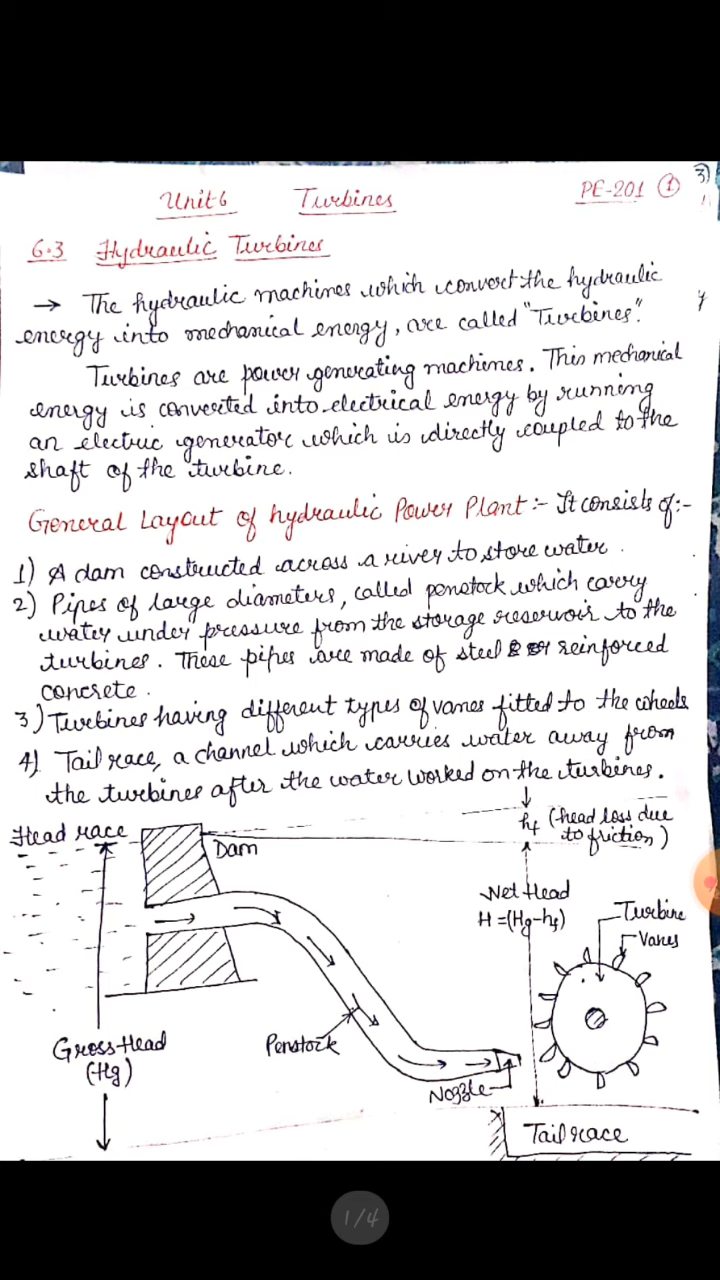 3)
Unit 6 Turbines PE-201 ①
6.3 Hydraulic Turbines
→ The hydraulic machines which convert the hydraulic
energy into mechanical energy, are called "Turbines".
Turbines are power generating machines. This mechanical
energy is converted into electrical energy by running
an electric generator which is directly coupled to the
shaft of the turbine.
General Layout of hydraulic Power Plant :- It consists of:-
1) A dam constructed across a river to store water.
2) Pipes of large diameters, called penstock which carry
water under pressure from the storage reservoir to the
turbines. These pipes are made of steel or reinforced
concrete.
3) Turbines having different types of vanes fitted to the wheels
4) Tail race, a channel which carries water away from
the turbines after the water worked on the turbines.
Head race
Dam
hf (head loss due
to friction)
Net Head
H = (Hg-hf)
Turbine
Vanes
Gross Head
(Hg)
Penstock
Nozzle
Tail race
1/4